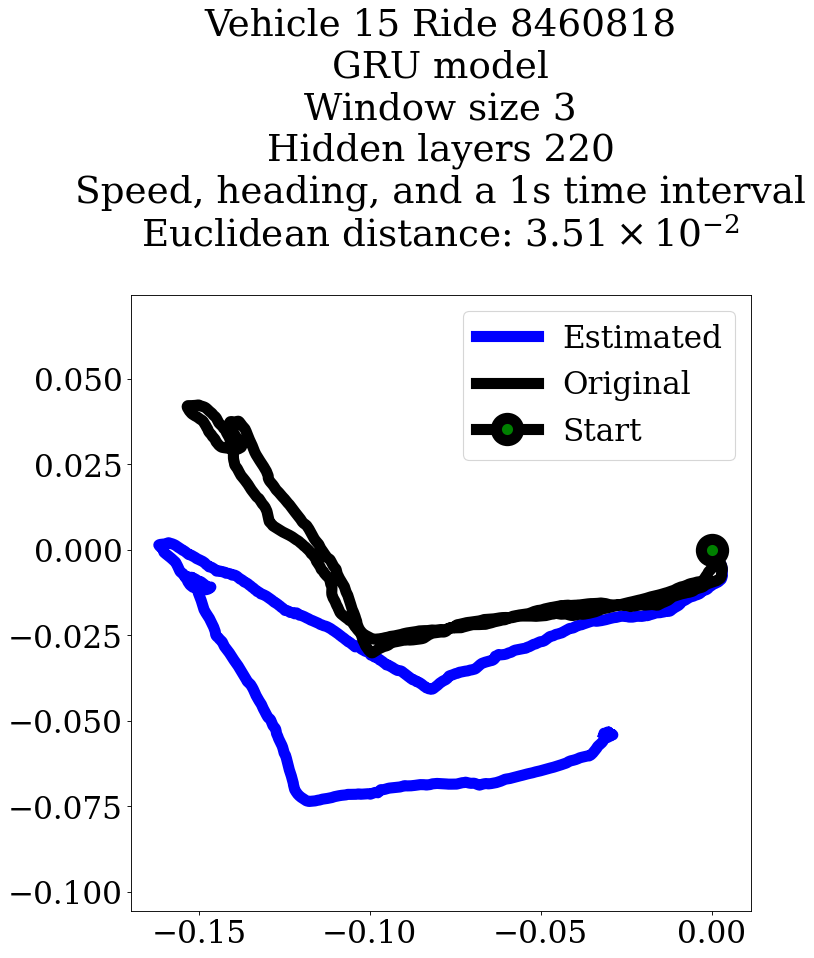 Vehicle 15 Ride 8460818
GRU model
Window size 3
Hidden layers 220
Speed, heading, and a 1s time interval
Euclidean distance: 3.51 × 10⁻²
Estimated
Original
Start
0.050
0.025
0.000
−0.025
−0.050
−0.075
−0.100
−0.15 −0.10 −0.05 0.00